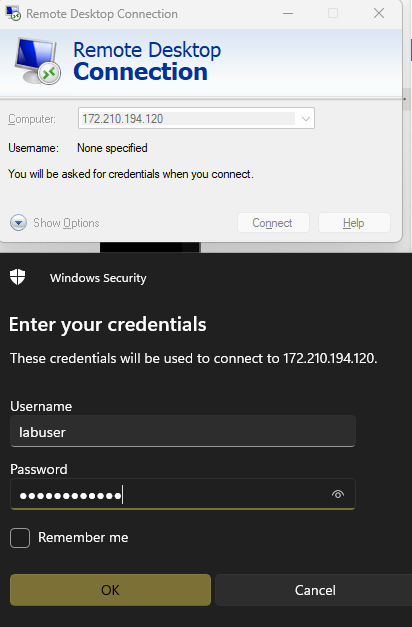 Remote Desktop Connection
Remote Desktop
Connection
Computer: 172.210.194.120
Username: None specified
You will be asked for credentials when you connect.
Show Options Connect Help
Windows Security
Enter your credentials
These credentials will be used to connect to 172.210.194.120.
Username
labuser
Password
●●●●●●●●●●●●
Remember me
OK Cancel